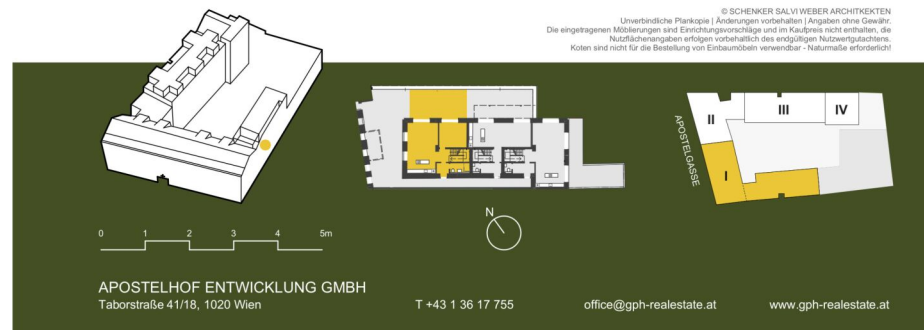 © SCHENKER SALVI WEBER ARCHITKEKTEN
Unverbindliche Plankopie | Änderungen vorbehalten | Angaben ohne Gewähr.
Die eingetragenen Möblierungen sind Einrichtungsvorschläge und im Kaufpreis nicht enthalten, die
Nutzflächenangaben erfolgen vorbehaltlich des endgültigen Nutzwertgutachtens.
Koten sind nicht für die Bestellung von Einbaumöbeln verwendbar - Naturmaße erforderlich!
II III IV
APOSTELGASSE
I
N
0 1 2 3 4 5m
APOSTELHOF ENTWICKLUNG GMBH
Taborstraße 41/18, 1020 Wien T +43 1 36 17 755 office@gph-realestate.at www.gph-realestate.at